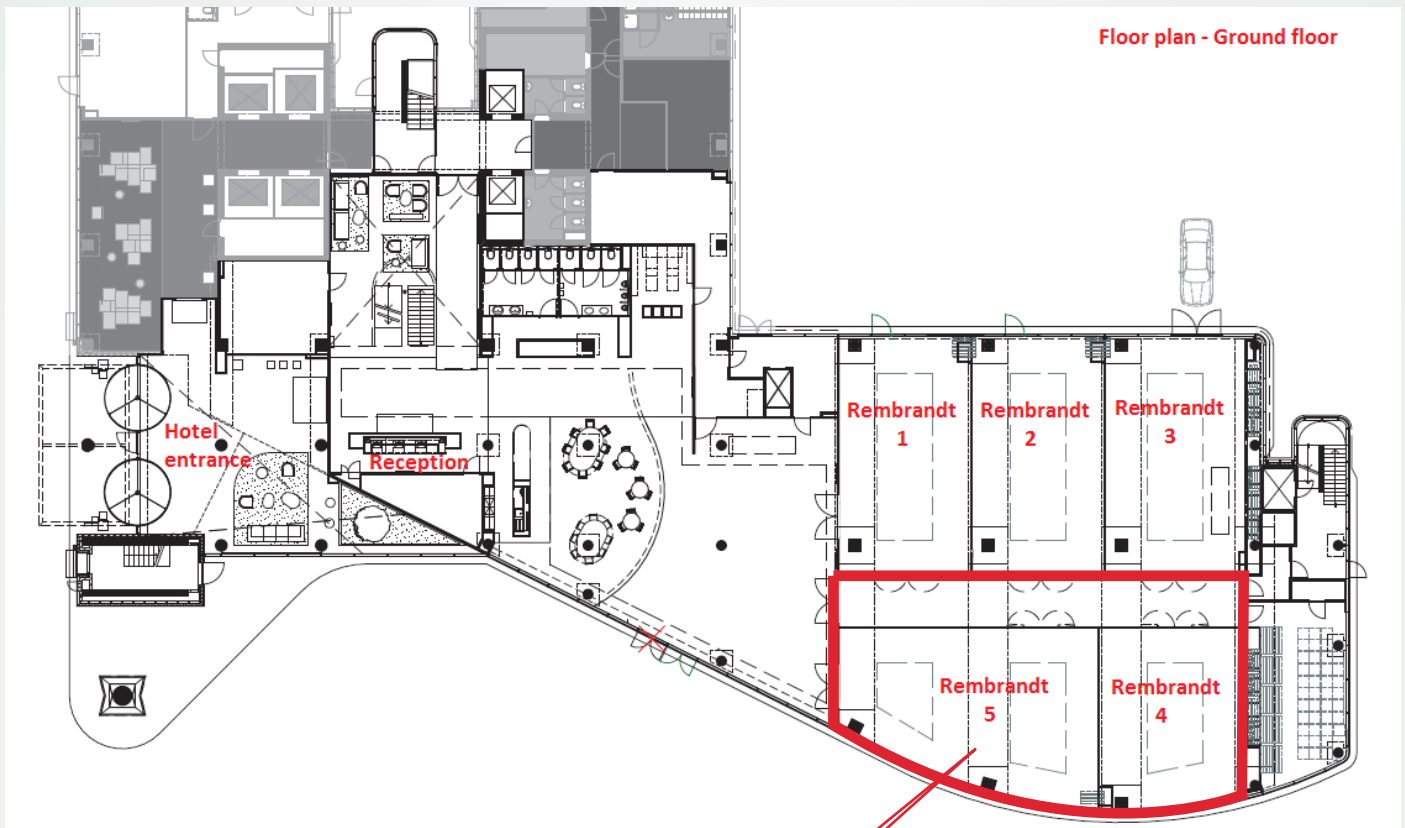 Floor plan - Ground floor
Rembrandt
1
Rembrandt
2
Rembrandt
3
Hotel
entrance
Reception
Rembrandt
5
Rembrandt
4